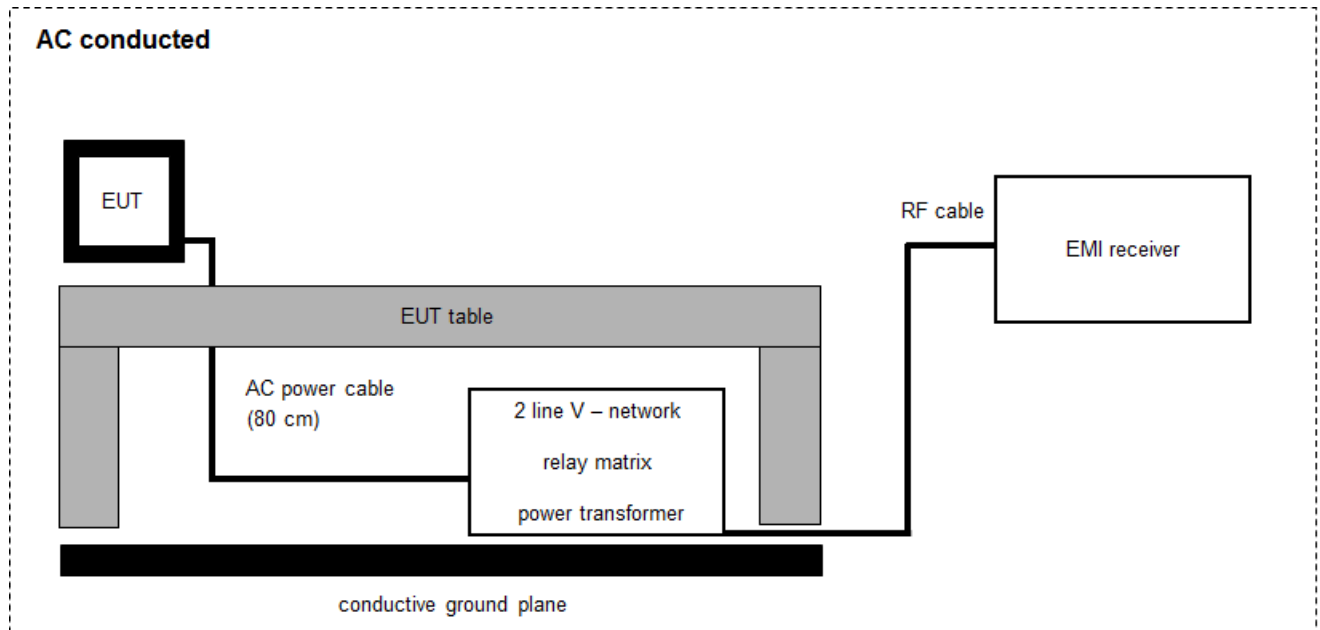 AC conducted
EUT
RF cable
EMI receiver
EUT table
AC power cable
(80 cm)
2 line V – network
relay matrix
power transformer
conductive ground plane